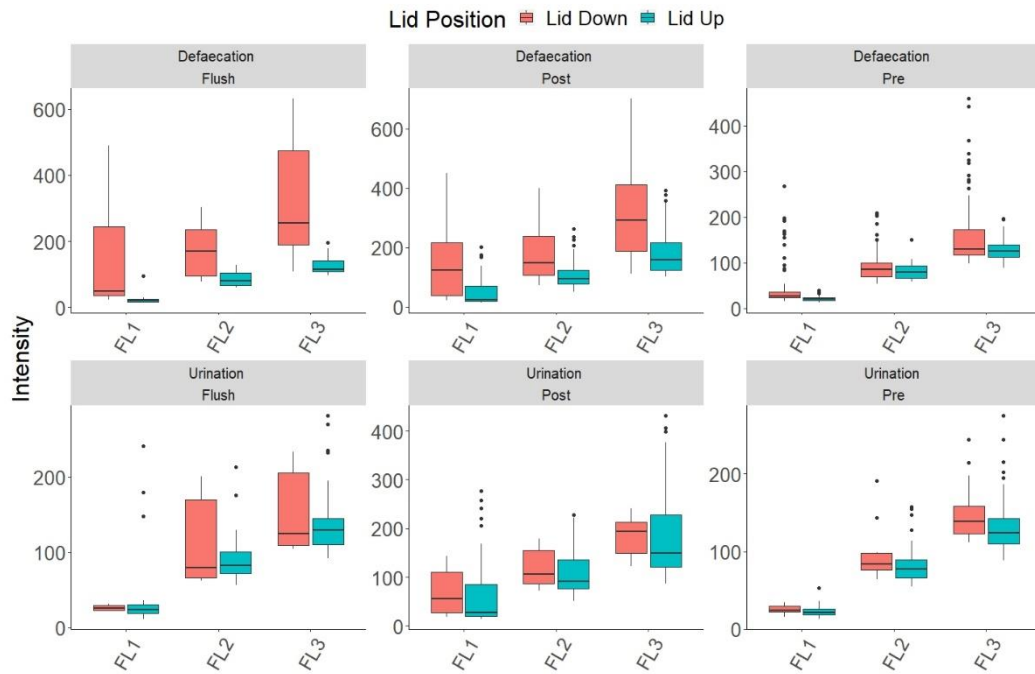 Lid Position Lid Down Lid Up
Defaecation Defaecation Defaecation
Flush Post Pre
600 600 400
400 400 300
200 200 200
0 0 100
0
FL1 FL2 FL3 FL1 FL2 FL3 FL1 FL2 FL3
Intensity
Urination Urination Urination
Flush Post Pre
200 400 200
100 300 100
0 200 0
100
0
FL1 FL2 FL3 FL1 FL2 FL3 FL1 FL2 FL3